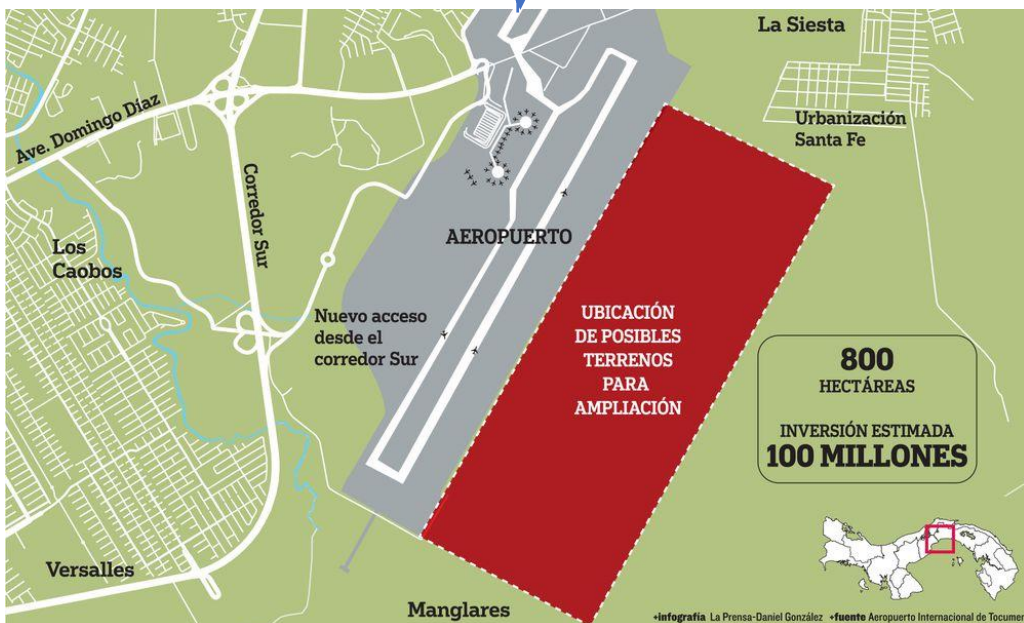 La Siesta
Urbanización
Santa Fe
Ave. Domingo Díaz
Corredor Sur
Los
Caobos
AEROPUERTO
Nuevo acceso
desde el
corredor Sur
UBICACIÓN
DE POSIBLES
TERRENOS
PARA
AMPLIACIÓN
800
HECTÁREAS
INVERSIÓN ESTIMADA
100 MILLONES
Versalles
Manglares
+infografía La Prensa-Daniel González +fuente Aeropuerto Internacional de Tocumen